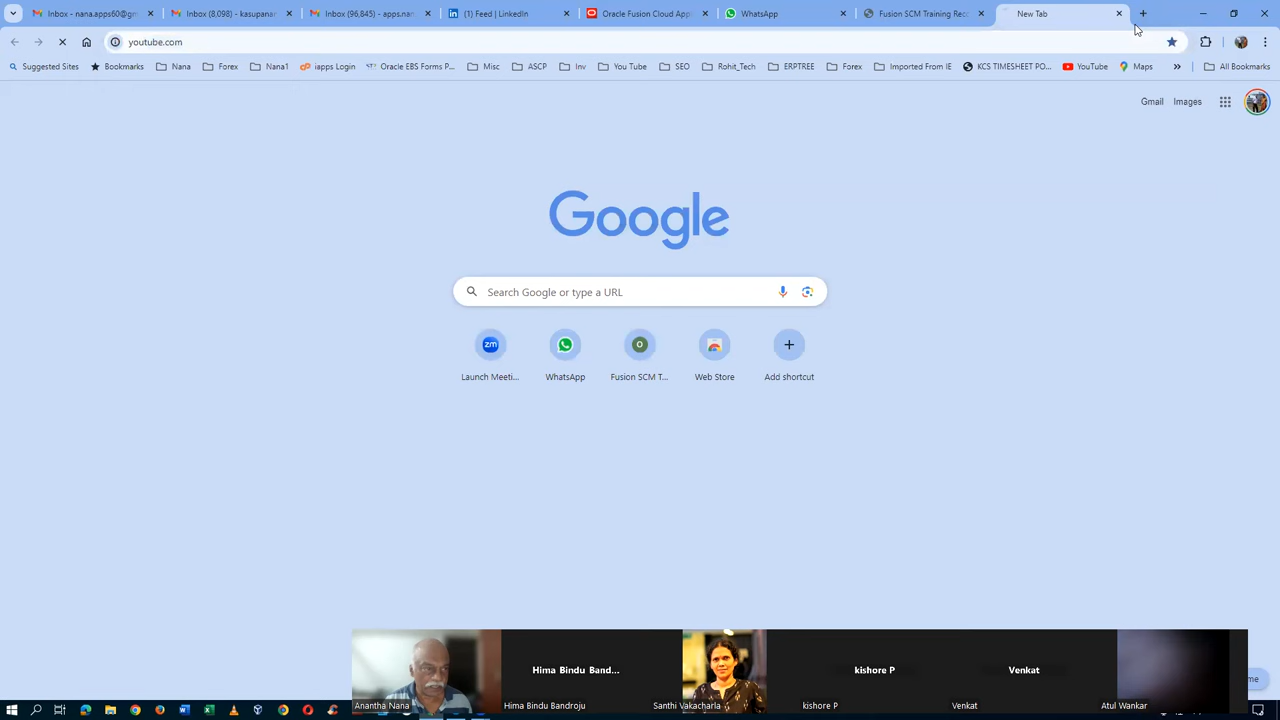 Inbox - nana.apps60@gm
Inbox (8,098) - kasupanan
Inbox (96,845) - apps.nan
(1) Feed | LinkedIn
Oracle Fusion Cloud App
WhatsApp
Fusion SCM Training Rec
New Tab
youtube.com
Suggested Sites
Bookmarks
Nana
Forex
Nana1
iapps Login
Oracle EBS Forms P...
Misc
ASCP
Inv
You Tube
SEO
Rohit_Tech
ERPTREE
Forex
Imported From IE
KCS TIMESHEET PO...
YouTube
Maps
All Bookmarks
Gmail
Images
Google
Search Google or type a URL
zm
O
Launch Meeti...
WhatsApp
Fusion SCM T...
Web Store
Add shortcut
Hima Bindu Band...
kishore P
Venkat
Anantha Nana
Hima Bindu Bandroju
Santhi Vakacharla
kishore P
Venkat
Atul Wankar